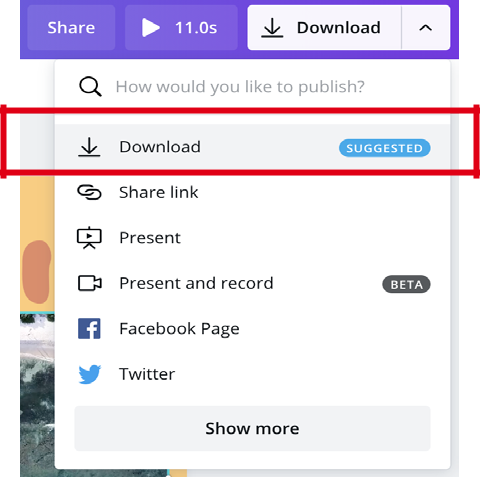 Share 11.0s Download
How would you like to publish?
Download SUGGESTED
Share link
Present
Present and record BETA
Facebook Page
Twitter
Show more